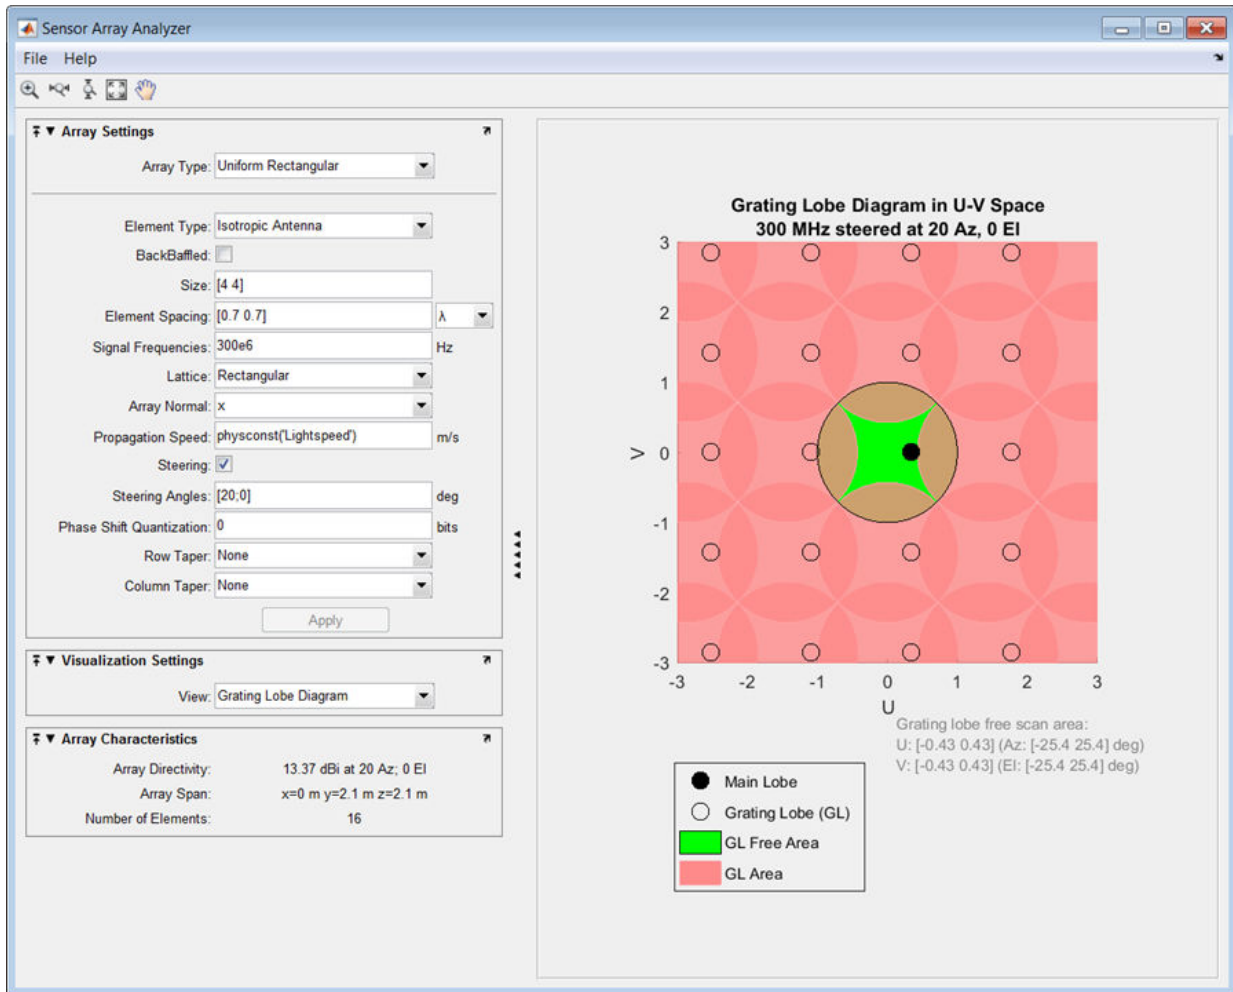 Sensor Array Analyzer
File Help
Array Settings
Array Type: Uniform Rectangular
Element Type: Isotropic Antenna
BackBaffled:
Size: [4 4]
Element Spacing: [0.7 0.7] λ
Signal Frequencies: 300e6 Hz
Lattice: Rectangular
Array Normal: x
Propagation Speed: physconst('Lightspeed') m/s
Steering:
Steering Angles: [20;0] deg
Phase Shift Quantization: 0 bits
Row Taper: None
Column Taper: None
Apply
Visualization Settings
View: Grating Lobe Diagram
Array Characteristics
Array Directivity: 13.37 dBi at 20 Az; 0 El
Array Span: x=0 m y=2.1 m z=2.1 m
Number of Elements: 16
Grating Lobe Diagram in U-V Space
300 MHz steered at 20 Az, 0 El
3
2
1
0
-1
-2
-3
V
-3 -2 -1 0 1 2 3
U
Grating lobe free scan area:
U: [-0.43 0.43] (Az: [-25.4 25.4] deg)
V: [-0.43 0.43] (El: [-25.4 25.4] deg)
Main Lobe
Grating Lobe (GL)
GL Free Area
GL Area